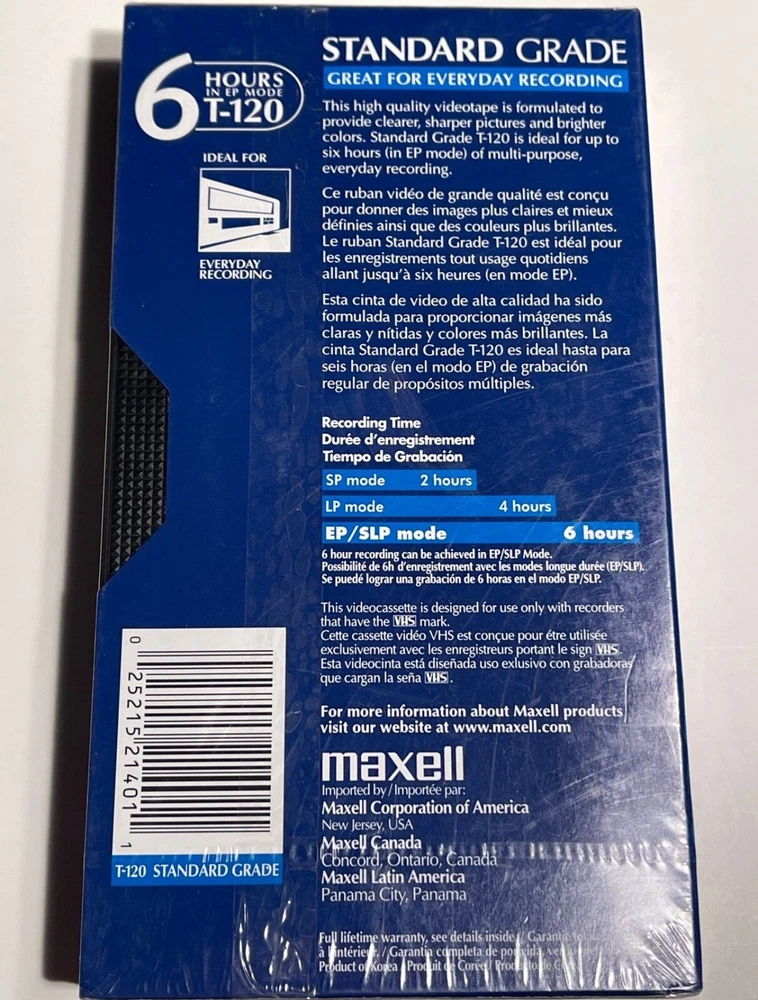 6
HOURS
IN EP MODE
T-120
IDEAL FOR
EVERYDAY
RECORDING
STANDARD GRADE
GREAT FOR EVERYDAY RECORDING
This high quality videotape is formulated to
provide clearer, sharper pictures and brighter
colors. Standard Grade T-120 is ideal for up to
six hours (in EP mode) of multi-purpose,
everyday recording.
Ce ruban vidéo de grande qualité est conçu
pour donner des images plus claires et mieux
définies ainsi que des couleurs plus brillantes.
Le ruban Standard Grade T-120 est idéal pour
les enregistrements tout usage quotidiens
allant jusqu'à six heures (en mode EP).
Esta cinta de video de alta calidad ha sido
formulada para proporcionar imágenes más
claras y nítidas y colores más brillantes. La
cinta Standard Grade T-120 es ideal hasta para
seis horas (en el modo EP) de grabación
regular de propósitos múltiples.
Recording Time
Durée d'enregistrement
Tiempo de Grabación
SP mode 2 hours
LP mode 4 hours
EP/SLP mode 6 hours
6 hour recording can be achieved in EP/SLP Mode.
Possibilité de 6h d'enregistrement avec les modes longue durée (EP/SLP).
Se puedé lograr una grabación de 6 horas en el modo EP/SLP.
This videocassette is designed for use only with recorders
that have the VHS mark.
Cette cassette vidéo VHS est conçue pour étre utilisée
exclusivement avec les enregistreurs portant le sign VHS.
Esta videocinta está diseñada uso exlusivo con grabadoras
que cargan la seña VHS.
For more information about Maxell products
visit our website at www.maxell.com
maxell
Imported by/Importée par:
Maxell Corporation of America
New Jersey, USA
Maxell Canada
Concord, Ontario, Canada
Maxell Latin America
Panama City, Panama
Full lifetime warranty, see details inside./ Garantie
à l'intérieur. / Garantía completa de por vida,
Product of Korea / Produit de Corée / Producto de
0 25215 21401 1
T-120 STANDARD GRADE